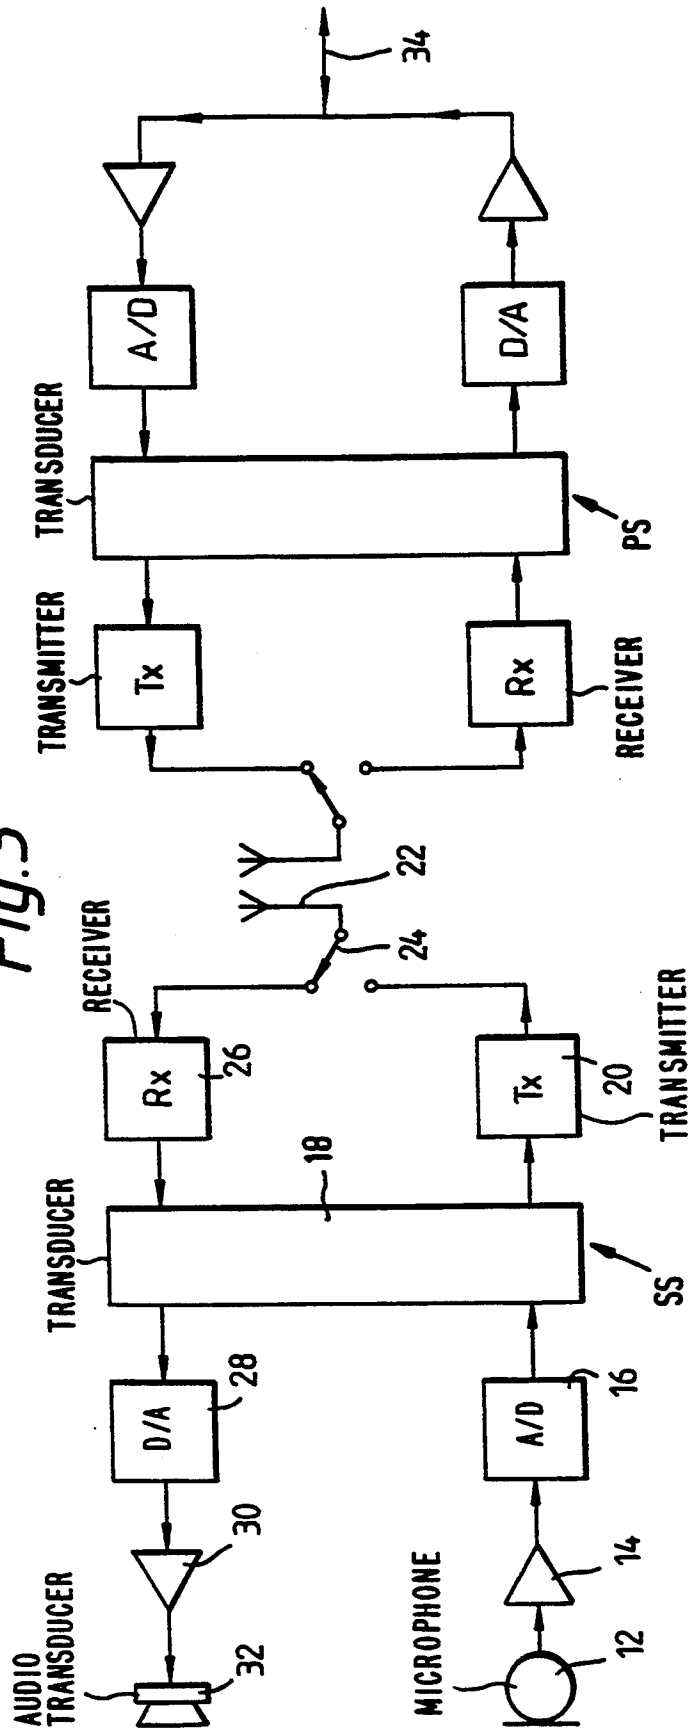 Fig.3
AUDIO
TRANSDUCER
32
30
D/A
28
TRANSDUCER
18
Rx
26
RECEIVER
24
22
MICROPHONE
12
14
A/D
16
SS
Tx
20
TRANSMITTER
TRANSMITTER
Tx
TRANSDUCER
A/D
34
RECEIVER
Rx
PS
D/A